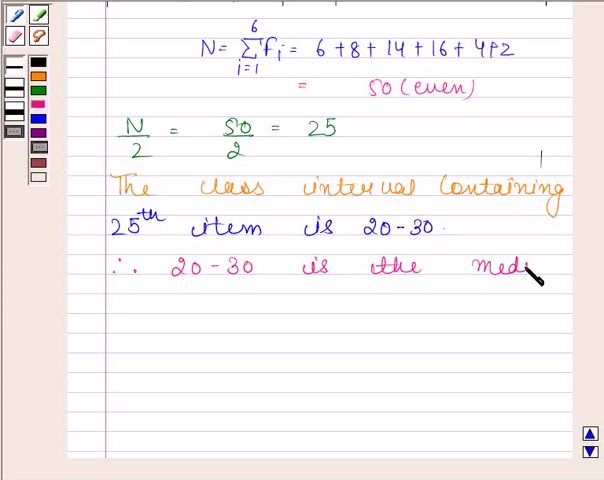 6
N = Σ fi = 6 + 8 + 14 + 16 + 4 + 2
i=1
= 50 (even)
N/2 = 50/2 = 25
The class interval containing
25th item is 20-30.
∴ 20-30 is the med